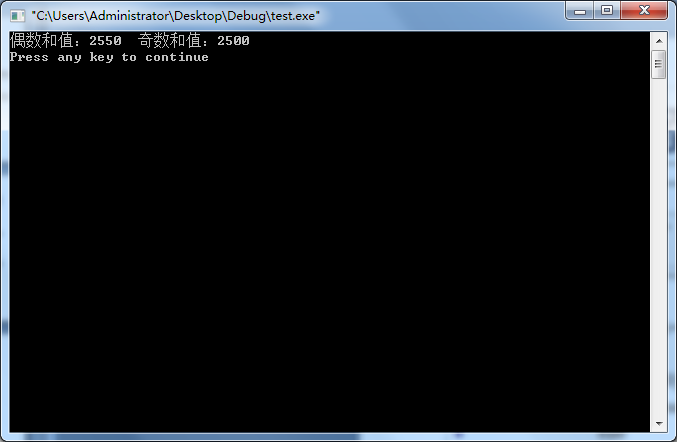 "C:\Users\Administrator\Desktop\Debug\test.exe"
偶数和值：2550  奇数和值：2500
Press any key to continue